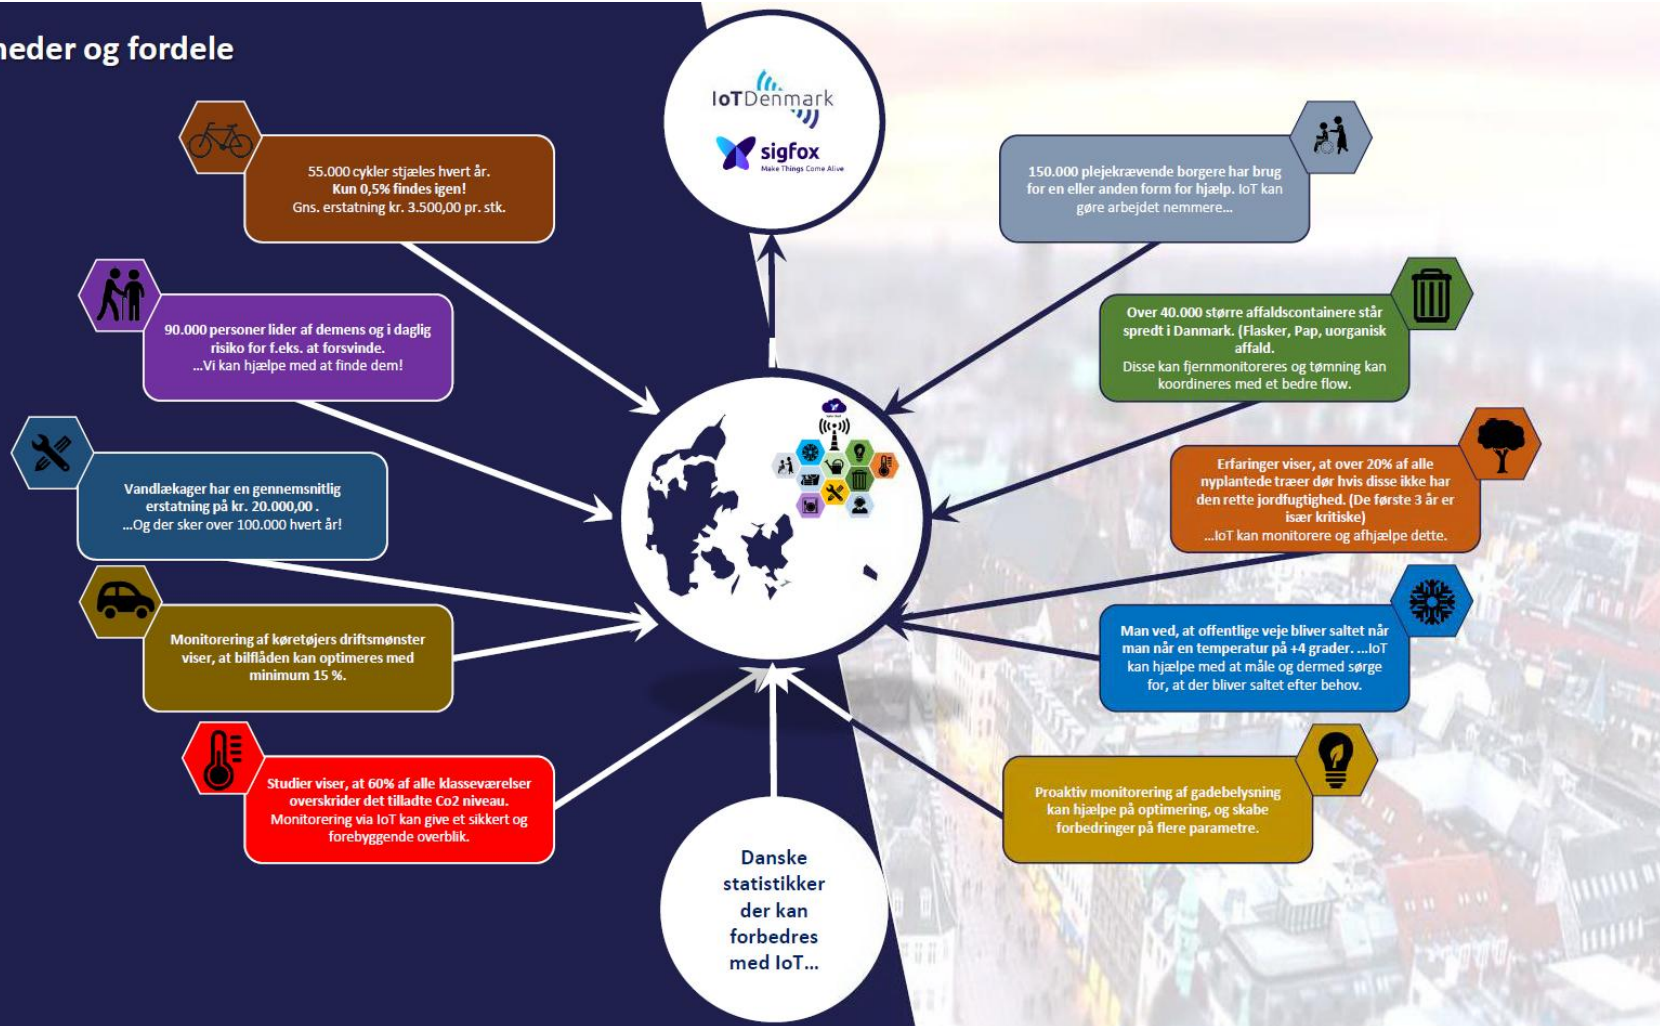 heder og fordele
IoTDenmark
sigfox
Make Things Come Alive
55.000 cykler stjæles hvert år.
Kun 0,5% findes igen!
Gns. erstatning kr. 3.500,00 pr. stk.
90.000 personer lider af demens og i daglig
risiko for f.eks. at forsvinde.
...Vi kan hjælpe med at finde dem!
Vandlækager har en gennemsnitlig
erstatning på kr. 20.000,00 .
...Og der sker over 100.000 hvert år!
Monitorering af køretøjers driftsmønster
viser, at bilflåden kan optimeres med
minimum 15 %.
Studier viser, at 60% af alle klasseværelser
overskrider det tilladte Co2 niveau.
Monitorering via IoT kan give et sikkert og
forebyggende overblik.
150.000 plejekrævende borgere har brug
for en eller anden form for hjælp. IoT kan
gøre arbejdet nemmere...
Over 40.000 større affaldscontainere står
spredt i Danmark. (Flasker, Pap, uorganisk
affald.
Disse kan fjernmonitoreres og tømning kan
koordineres med et bedre flow.
Erfaringer viser, at over 20% af alle
nyplantede træer dør hvis disse ikke har
den rette jordfugtighed. (De første 3 år er
især kritiske)
...IoT kan monitorere og afhjælpe dette.
Man ved, at offentlige veje bliver saltet når
man når en temperatur på +4 grader. ...IoT
kan hjælpe med at måle og dermed sørge
for, at der bliver saltet efter behov.
Proaktiv monitorering af gadebelysning
kan hjælpe på optimering, og skabe
forbedringer på flere parametre.
Danske
statistikker
der kan
forbedres
med IoT...